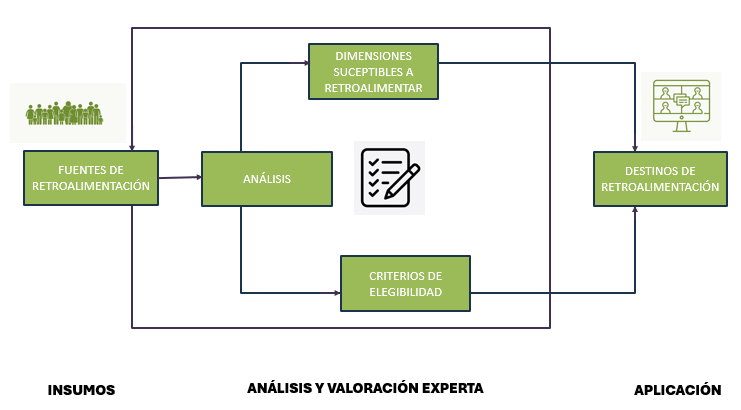 DIMENSIONES
SUCEPTIBLES A
RETROALIMENTAR
FUENTES DE
RETROALIMENTACIÓN
ANÁLISIS
DESTINOS DE
RETROALIMENTACIÓN
CRITERIOS DE
ELEGIBILIDAD
INSUMOS
ANÁLISIS Y VALORACIÓN EXPERTA
APLICACIÓN